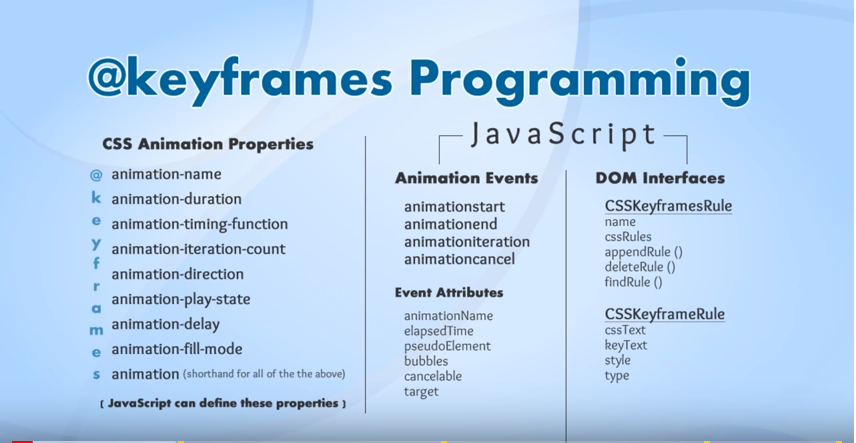 @keyframes Programming
CSS Animation Properties
@keyframes
animation-name
animation-duration
animation-timing-function
animation-iteration-count
animation-direction
animation-play-state
animation-delay
animation-fill-mode
animation (shorthand for all of the the above)
( JavaScript can define these properties )
JavaScript
Animation Events
animationstart
animationend
animationiteration
animationcancel
Event Attributes
animationName
elapsedTime
pseudoElement
bubbles
cancelable
target
DOM Interfaces
CSSKeyframesRule
name
cssRules
appendRule ()
deleteRule ()
findRule ()
CSSKeyframeRule
cssText
keyText
style
type